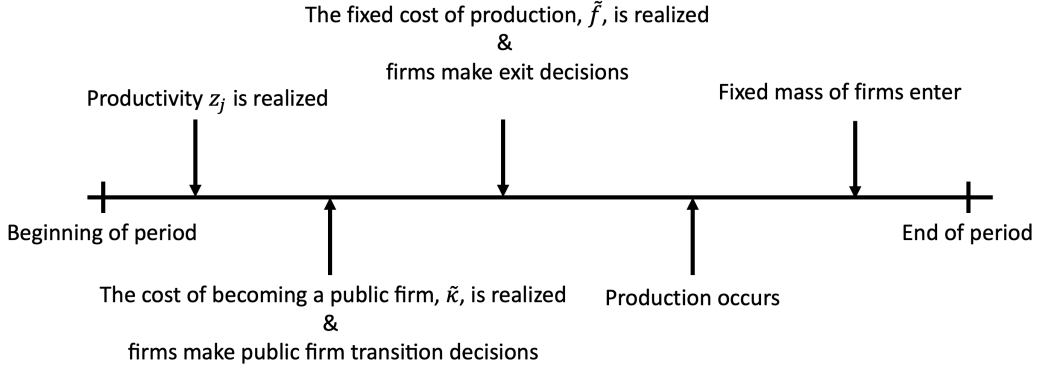 The fixed cost of production, f̃, is realized
&
firms make exit decisions
Productivity zⱼ is realized
Fixed mass of firms enter
Beginning of period
End of period
The cost of becoming a public firm, κ̃, is realized
&
firms make public firm transition decisions
Production occurs